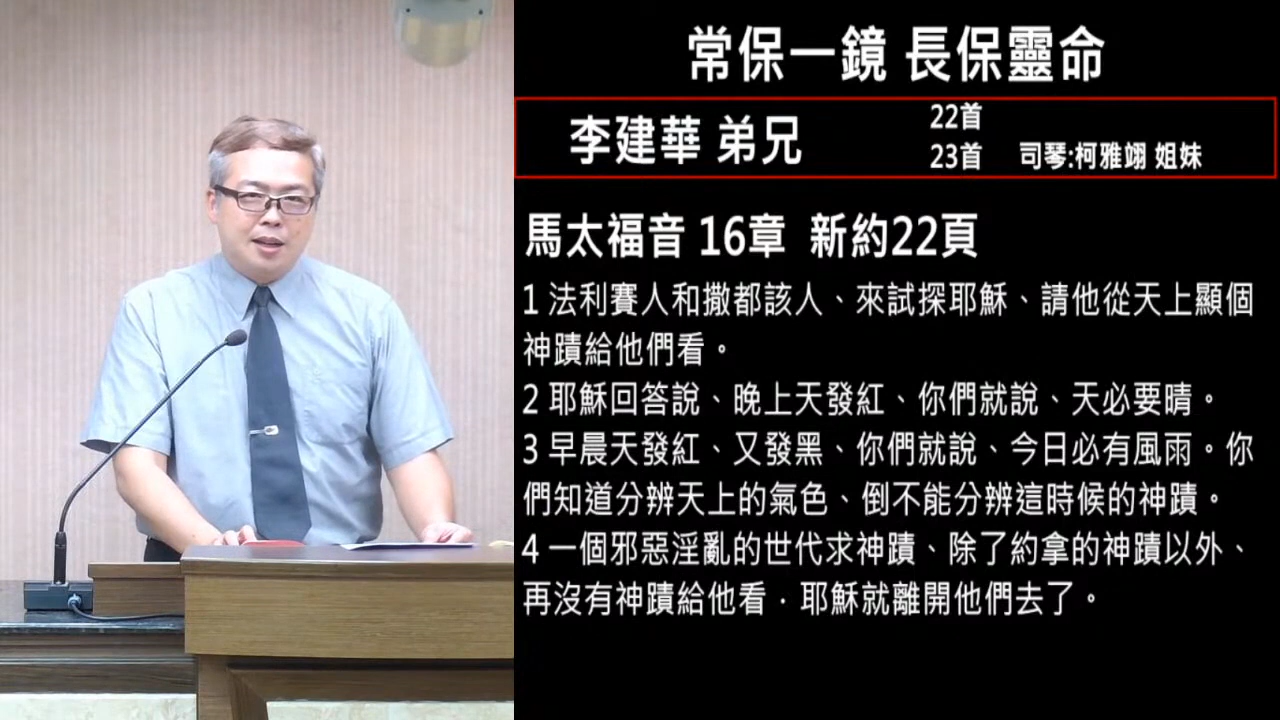 常保一鏡 長保靈命
李建華 弟兄
22首
23首 司琴:柯雅翊 姐妹
馬太福音 16章 新約22頁
1 法利賽人和撒都該人、來試探耶穌、請他從天上顯個
神蹟給他們看。
2 耶穌回答說、晚上天發紅、你們就說、天必要晴。
3 早晨天發紅、又發黑、你們就說、今日必有風雨。你
們知道分辨天上的氣色、倒不能分辨這時候的神蹟。
4 一個邪惡淫亂的世代求神蹟、除了約拿的神蹟以外、
再沒有神蹟給他看．耶穌就離開他們去了。